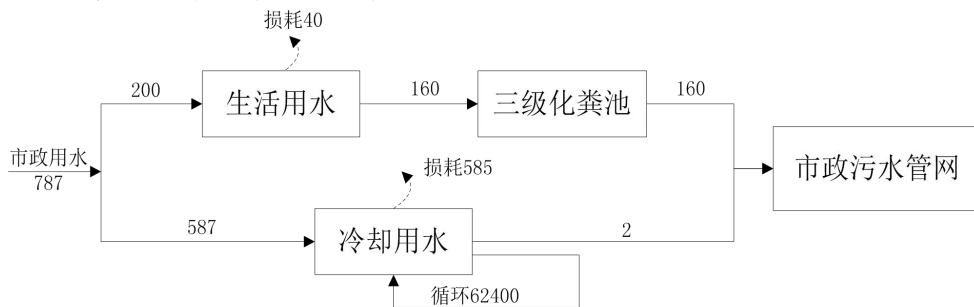 损耗40
200
生活用水
160
三级化粪池
160
市政用水
787
市政污水管网
损耗585
587
冷却用水
2
循环62400